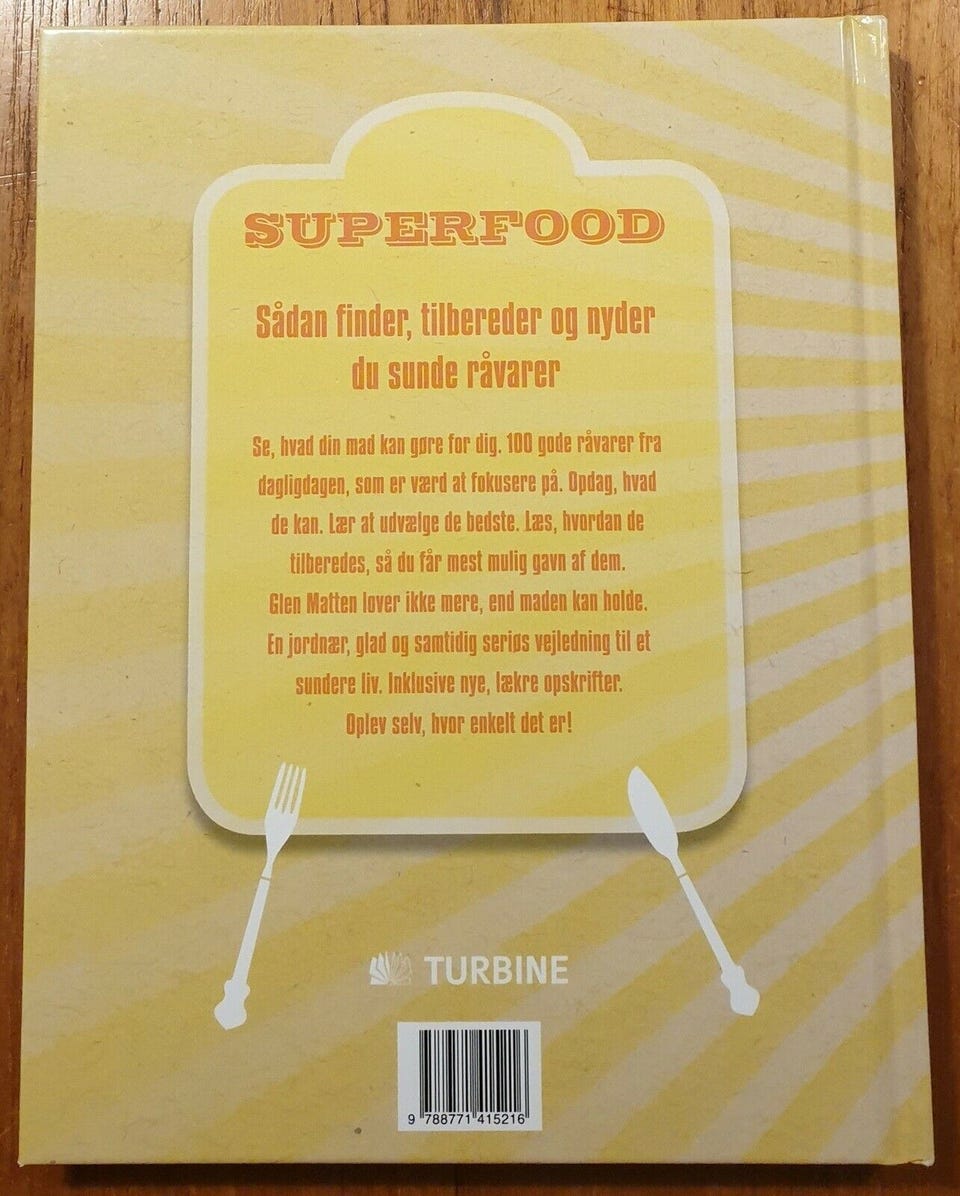 SUPERFOOD
Sådan finder, tilbereder og nyder
du sunde råvarer
Se, hvad din mad kan gøre for dig. 100 gode råvarer fra
dagligdagen, som er værd at fokusere på. Opdag, hvad
de kan. Lær at udvælge de bedste. Læs, hvordan de
tilberedes, så du får mest mulig gavn af dem.
Glen Matten lover ikke mere, end maden kan holde.
En jordnær, glad og samtidig seriøs vejledning til et
sundere liv. Inklusive nye, lækre opskrifter.
Oplev selv, hvor enkelt det er!
TURBINE
9 788771 415216